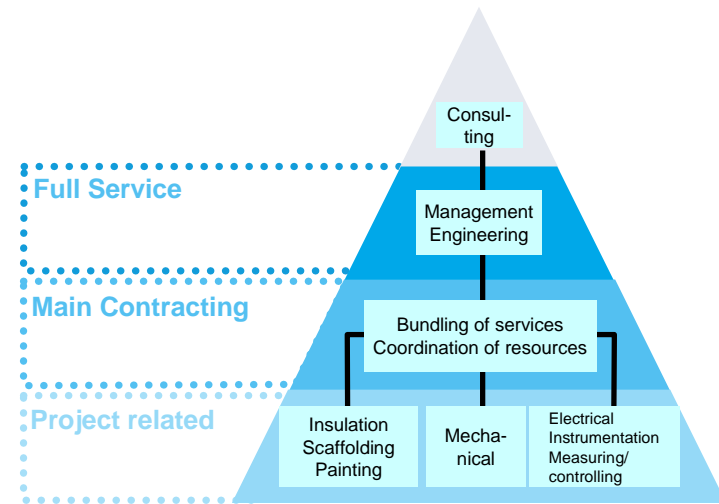 Consul-
ting
Full Service
Management
Engineering
Main Contracting
Bundling of services
Coordination of resources
Project related
Insulation
Scaffolding
Painting
Mecha-
nical
Electrical
Instrumentation
Measuring/
controlling